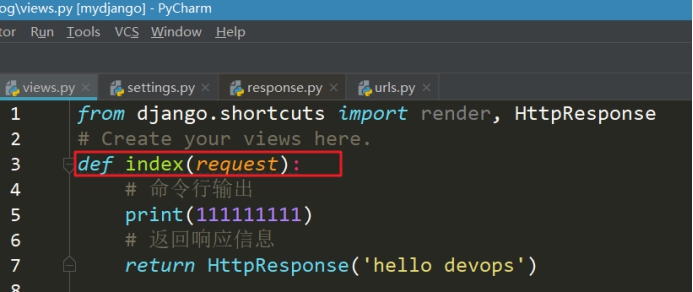 og\views.py [mydjango] - PyCharm
tor Run Tools VCS Window Help
views.py × settings.py × response.py × urls.py ×
1 from django.shortcuts import render, HttpResponse
2 # Create your views here.
3 def index(request):
4 # 命令行输出
5 print(111111111)
6 # 返回响应信息
7 return HttpResponse('hello devops')
8